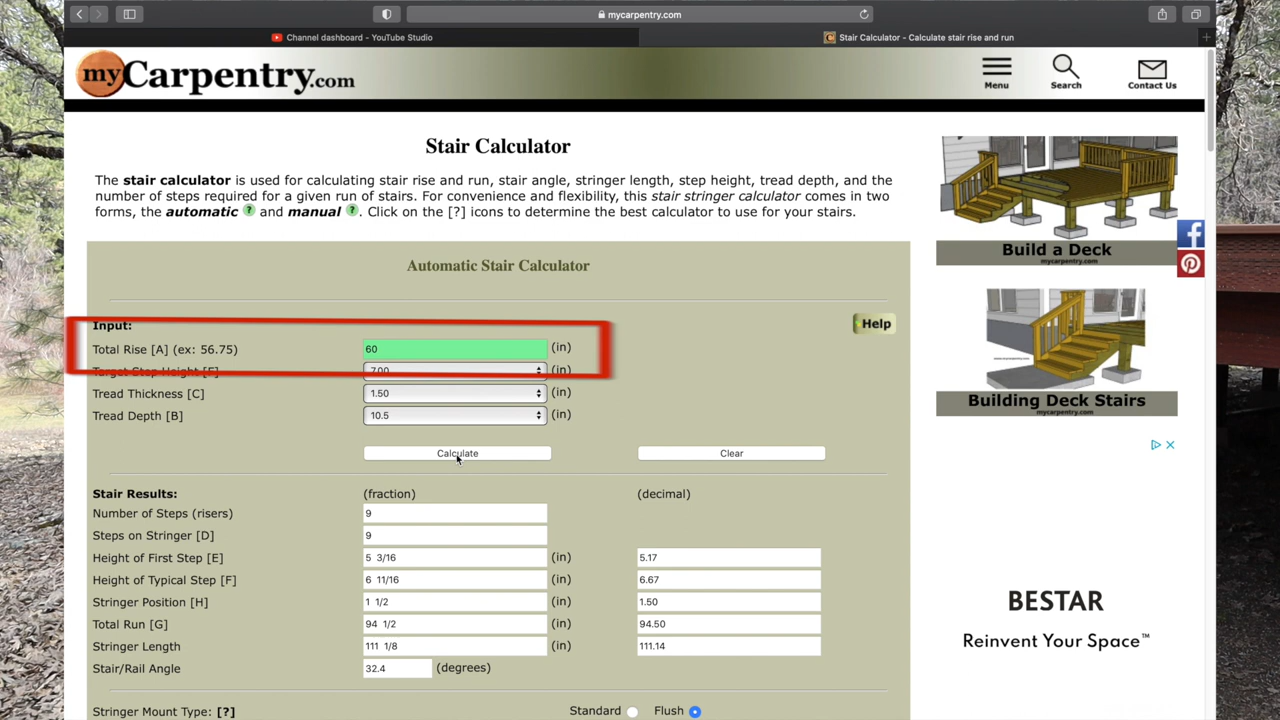 mycarpentry.com
Channel dashboard - YouTube Studio
Stair Calculator - Calculate stair rise and run
myCarpentry.com
Menu
Search
Contact Us
Stair Calculator
The stair calculator is used for calculating stair rise and run, stair angle, stringer length, step height, tread depth, and the
number of steps required for a given run of stairs. For convenience and flexibility, this stair stringer calculator comes in two
forms, the automatic ? and manual ?. Click on the [?] icons to determine the best calculator to use for your stairs.
Build a Deck
mycarpentry.com
Automatic Stair Calculator
Input:
Help
Total Rise [A] (ex: 56.75) 60 (in)
Target Step Height [F] 7.00 (in)
Tread Thickness [C] 1.50 (in)
Tread Depth [B] 10.5 (in)
Building Deck Stairs
mycarpentry.com
Calculate Clear
Stair Results: (fraction) (decimal)
Number of Steps (risers) 9
Steps on Stringer [D] 9
Height of First Step [E] 5 3/16 (in) 5.17
Height of Typical Step [F] 6 11/16 (in) 6.67
Stringer Position [H] 1 1/2 (in) 1.50
Total Run [G] 94 1/2 (in) 94.50
Stringer Length 111 1/8 (in) 111.14
Stair/Rail Angle 32.4 (degrees)
Stringer Mount Type: [?] Standard Flush
BESTAR
Reinvent Your Space™